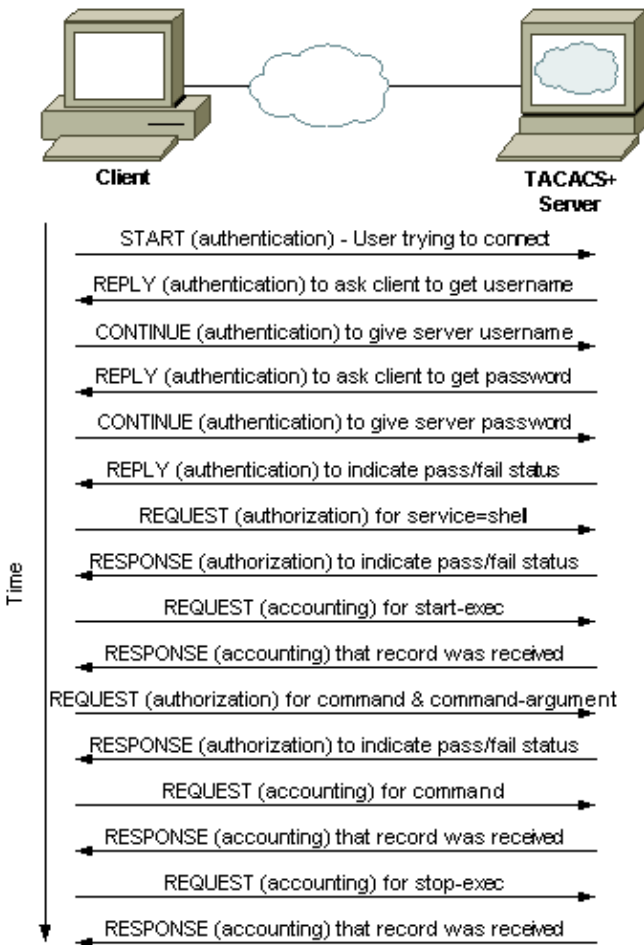 Client
TACACS+
Server
START (authentication) - User trying to connect
REPLY (authentication) to ask client to get username
CONTINUE (authentication) to give server username
REPLY (authentication) to ask client to get password
CONTINUE (authentication) to give server password
REPLY (authentication) to indicate pass/fail status
REQUEST (authorization) for service=shell
RESPONSE (authorization) to indicate pass/fail status
REQUEST (accounting) for start-exec
RESPONSE (accounting) that record was received
REQUEST (authorization) for command & command-argument
RESPONSE (authorization) to indicate pass/fail status
REQUEST (accounting) for command
RESPONSE (accounting) that record was received
REQUEST (accounting) for stop-exec
RESPONSE (accounting) that record was received
Time